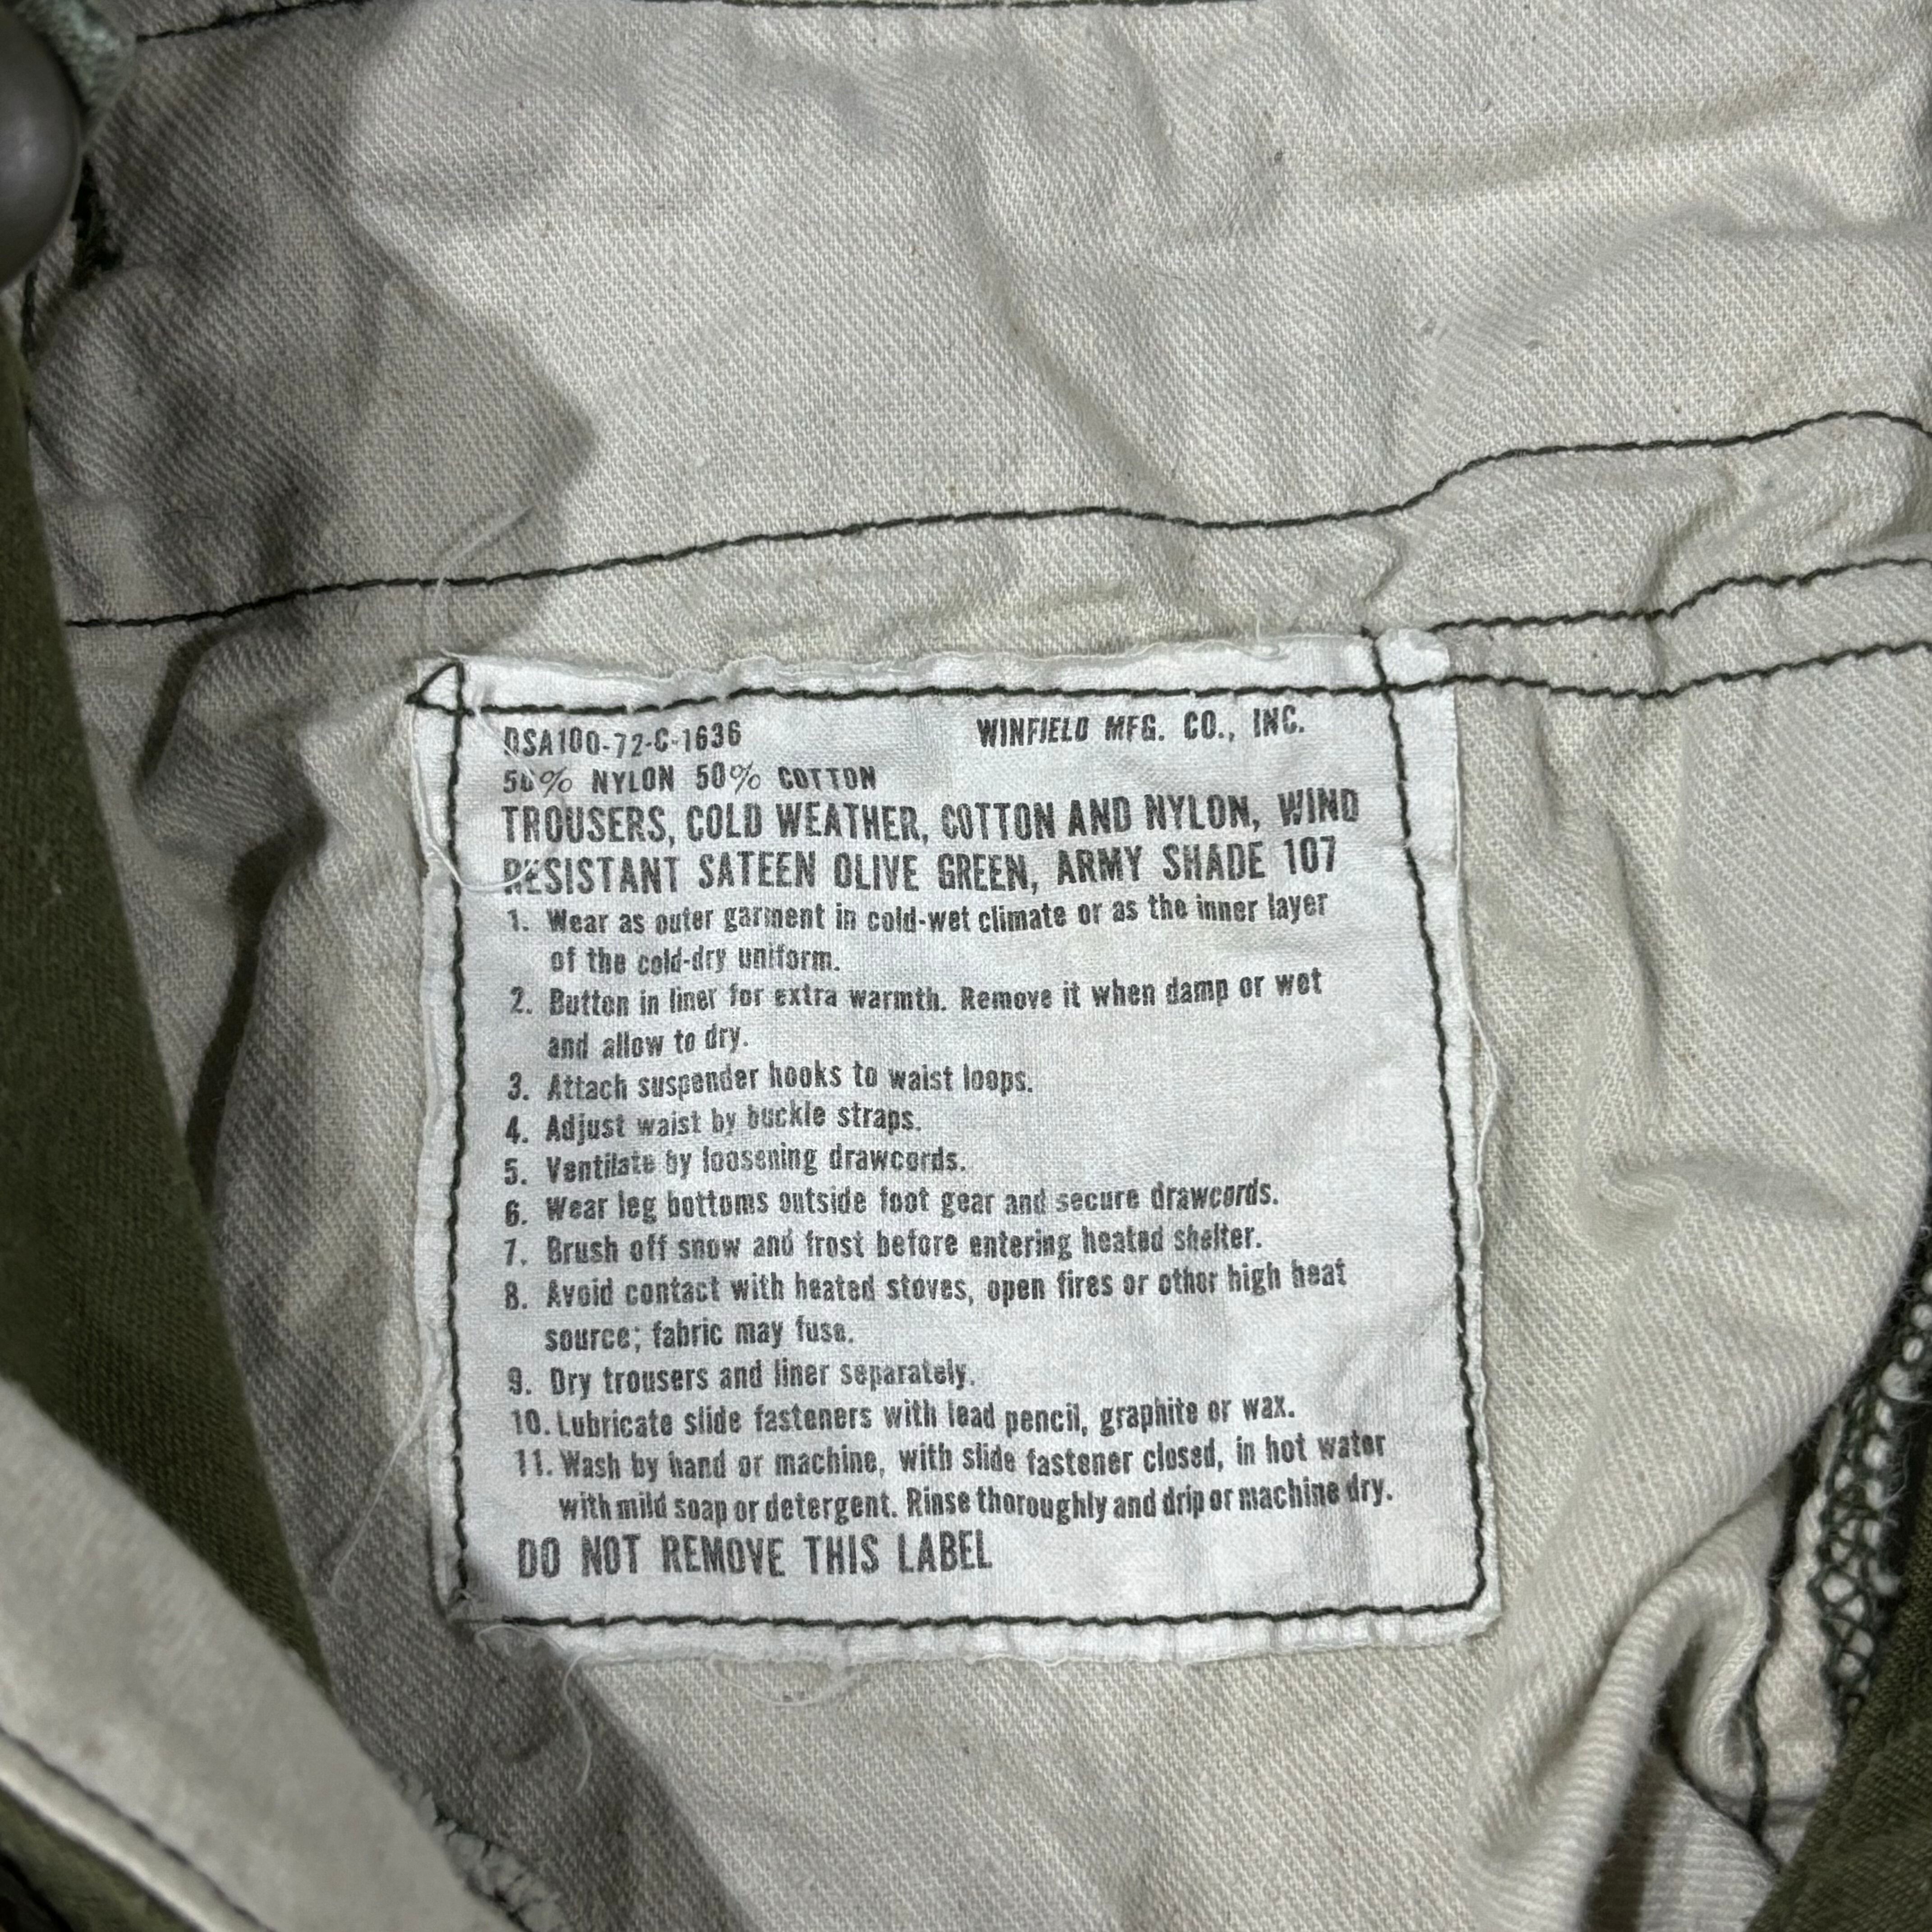 DSA100-72-C-1636 WINFIELD MFG. CO., INC.
50% NYLON 50% COTTON
TROUSERS, COLD WEATHER, COTTON AND NYLON, WIND
RESISTANT SATEEN OLIVE GREEN, ARMY SHADE 107
1. Wear as outer garment in cold-wet climate or as the inner layer
of the cold-dry uniform.
2. Button in liner for extra warmth. Remove it when damp or wet
and allow to dry.
3. Attach suspender hooks to waist loops.
4. Adjust waist by buckle straps.
5. Ventilate by loosening drawcords.
6. Wear leg bottoms outside foot gear and secure drawcords.
7. Brush off snow and frost before entering heated shelter.
8. Avoid contact with heated stoves, open fires or other high heat
source; fabric may fuse.
9. Dry trousers and liner separately.
10. Lubricate slide fasteners with lead pencil, graphite or wax.
11. Wash by hand or machine, with slide fastener closed, in hot water
with mild soap or detergent. Rinse thoroughly and drip or machine dry.
DO NOT REMOVE THIS LABEL